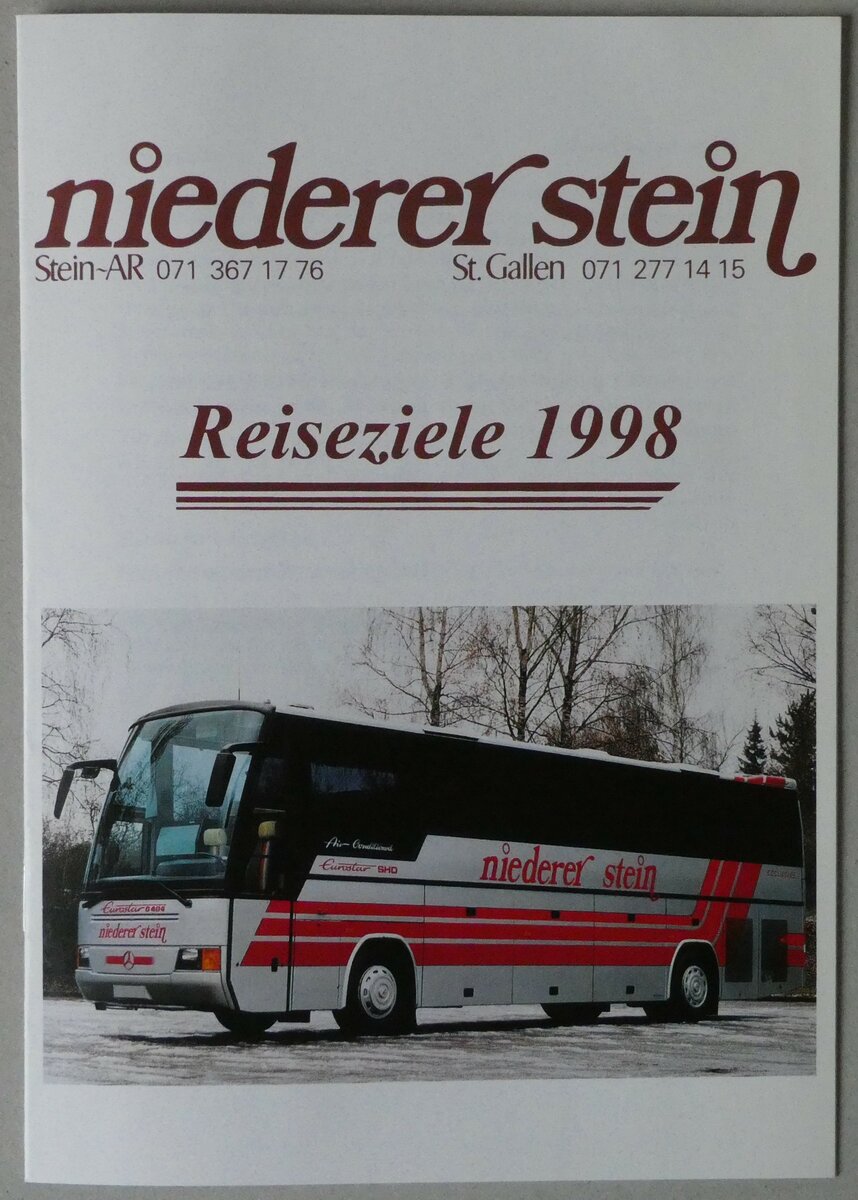 niederer stein
Stein~AR 071 367 17 76 St. Gallen 071 277 14 15
Reiseziele 1998
Air-Conditioned
Eurostar SHD
niederer stein
Eurostar
niederer stein